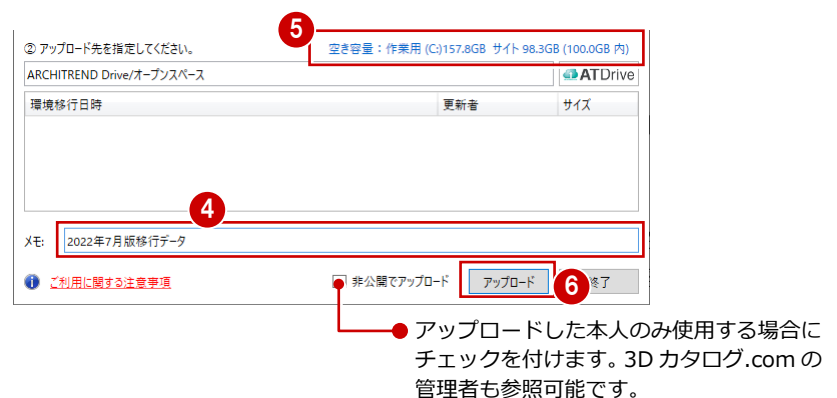 5
② アップロード先を指定してください。 空き容量：作業用 (C:)157.8GB サイト 98.3GB (100.0GB 内)
ARCHITREND Drive/オープンスペース ATDrive
環境移行日時 更新者 サイズ
4
メモ: 2022年7月版移行データ
ご利用に関する注意事項 非公開でアップロード アップロード 6 終了
アップロードした本人のみ使用する場合に
チェックを付けます。3D カタログ.com の
管理者も参照可能です。